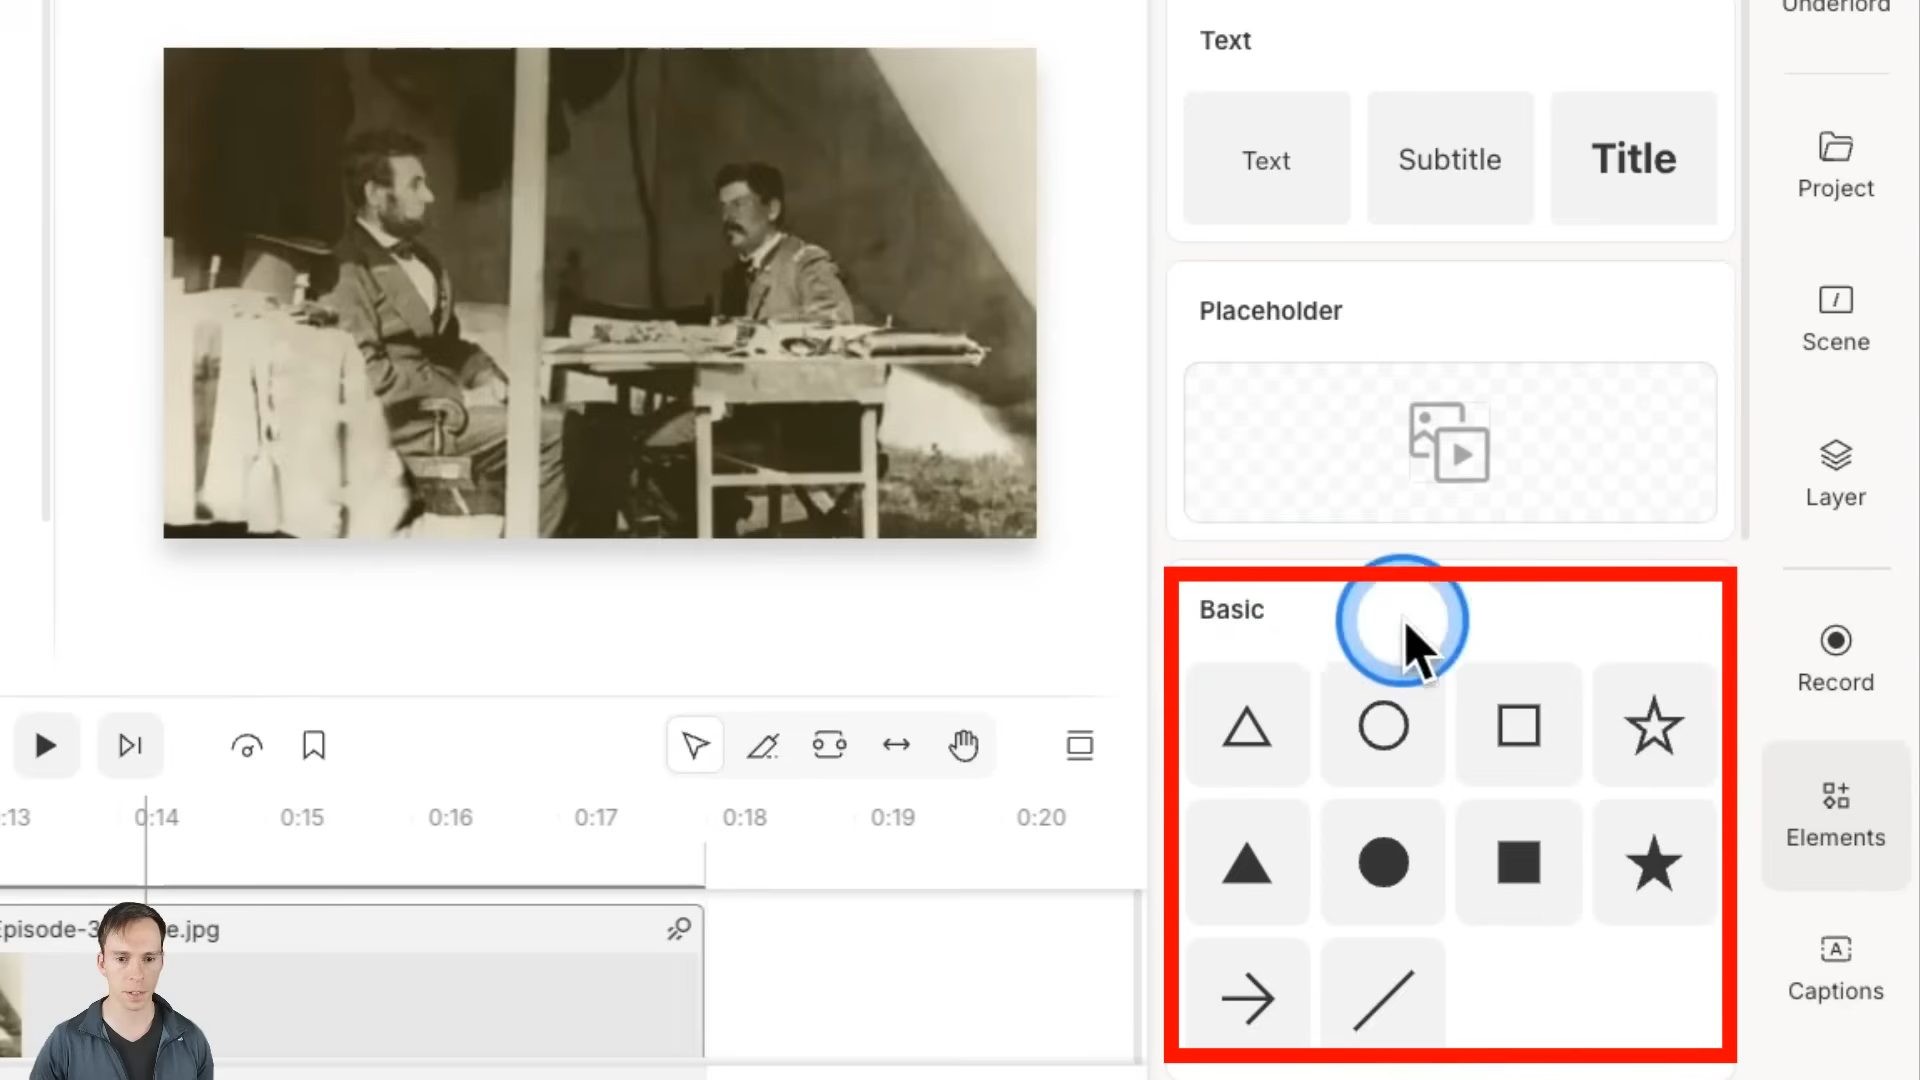 Underlord
Text
Text
Subtitle
Title
Project
Placeholder
Scene
Layer
Basic
Record
:13
0:14
0:15
0:16
0:17
0:18
0:19
0:20
Elements
Episode-3
e.jpg
A
Captions